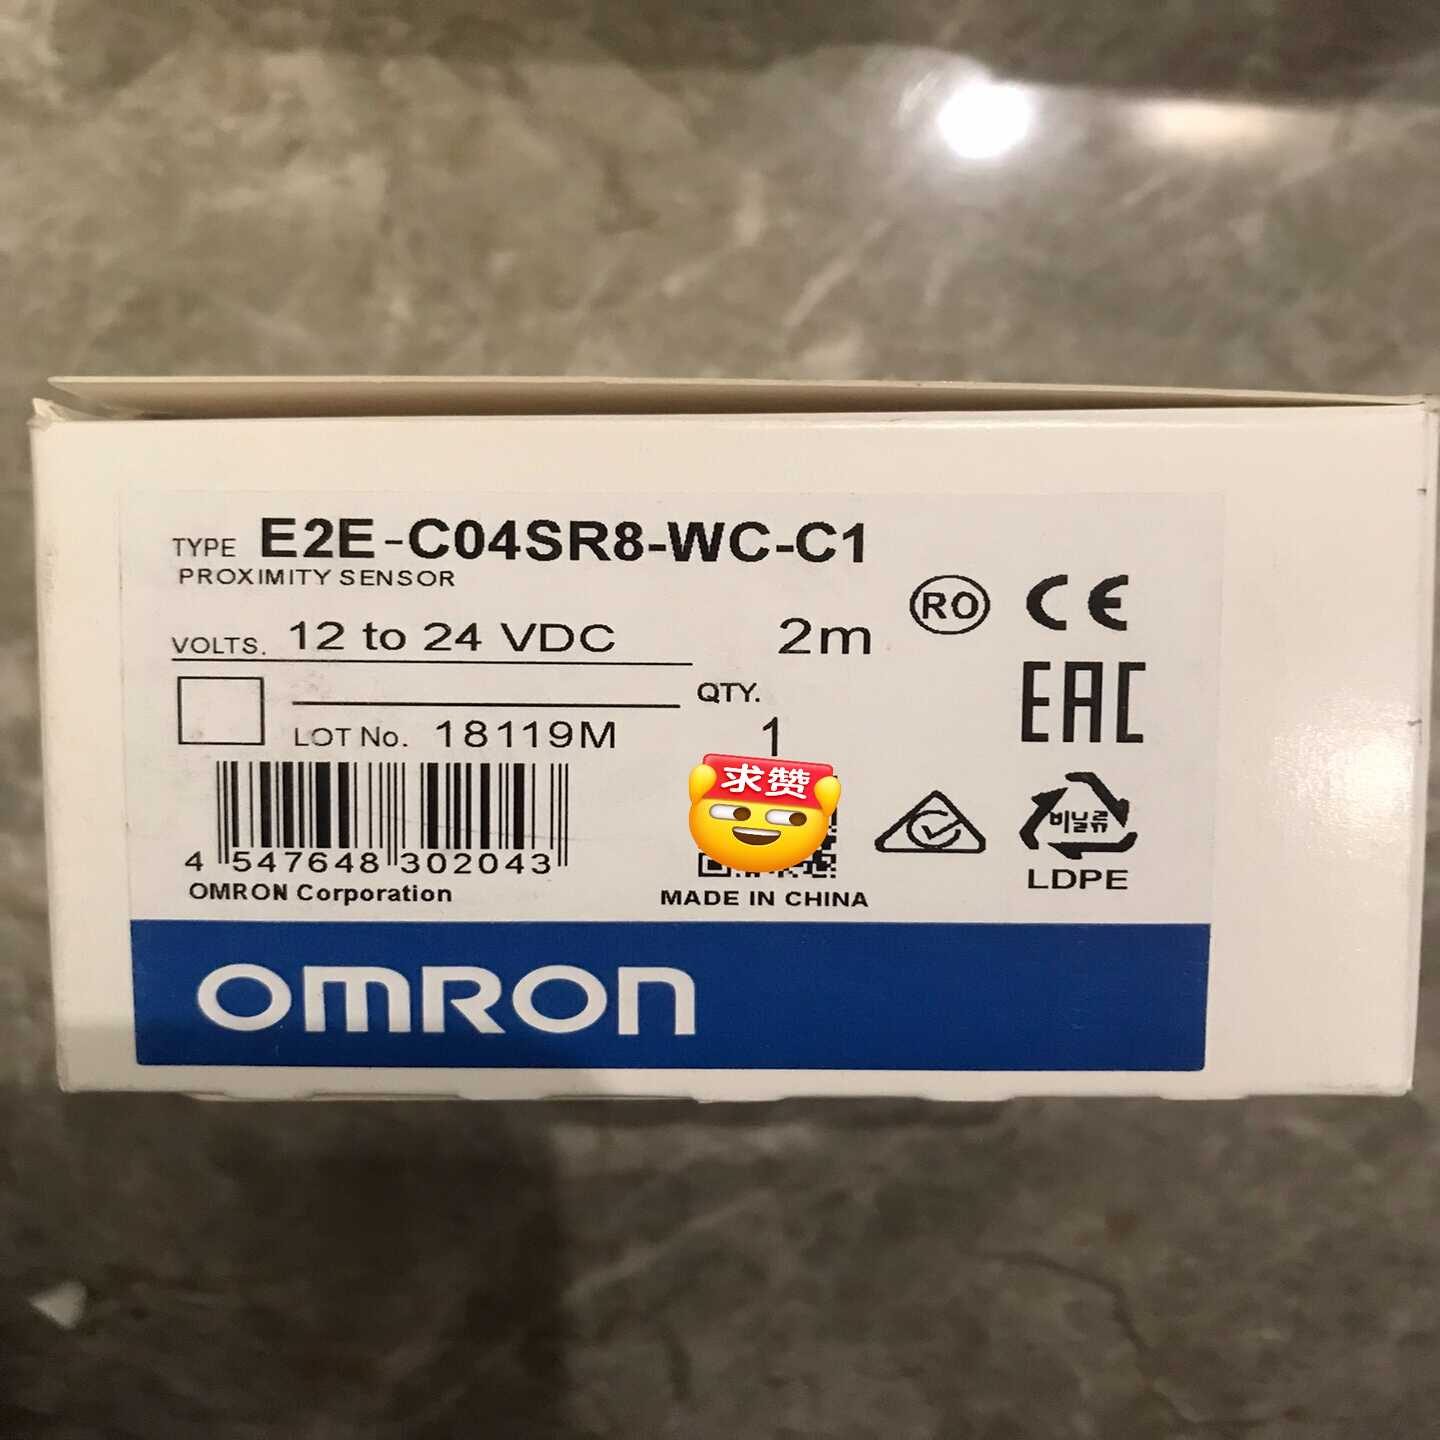 TYPE E2E-C04SR8-WC-C1
PROXIMITY SENSOR
VOLTS. 12 to 24 VDC 2m
RO CE
QTY.
LOT No. 18119M 1
EAC
求赞
비닐류
LDPE
4 547648 302043
OMRON Corporation
MADE IN CHINA
OMRON